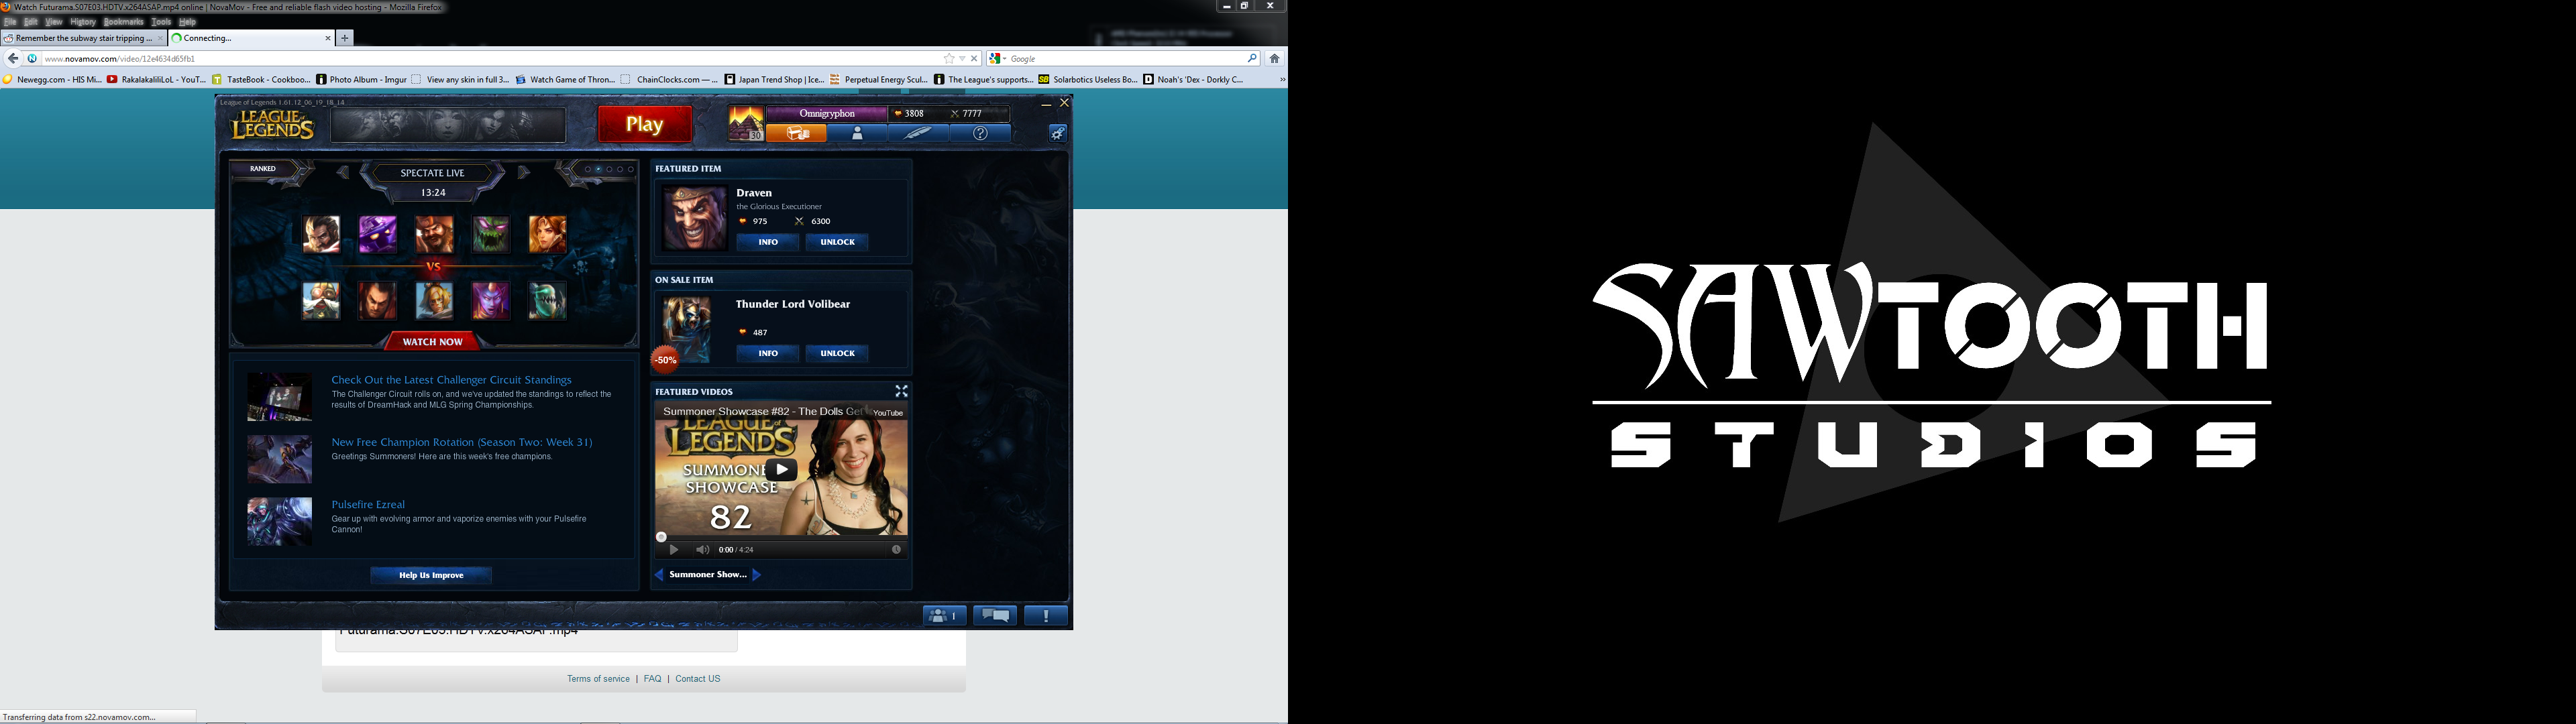 Watch Futurama.S07E03.HDTV.x264ASAP.mp4 online | NovaMov - Free and reliable flash video hosting - Mozilla Firefox
File Edit View History Bookmarks Tools Help
Remember the subway stair tripping ...
Connecting...
www.novamov.com/video/12e4634d65fb1
Google
Newegg.com - HIS Mi...
RakalakaliliLoL - YouT...
TasteBook - Cookboo...
Photo Album - Imgur
View any skin in full 3...
Watch Game of Thron...
ChainClocks.com — ...
Japan Trend Shop | Ice...
Perpetual Energy Scul...
The League's supports...
Solarbotics Useless Bo...
Noah's 'Dex - Dorkly C...
League of Legends 1.61.12_06_19_18_14
LEAGUE of LEGENDS
Play
30
Omnigryphon
3808
7777
RANKED
SPECTATE LIVE
13:24
VS
WATCH NOW
Check Out the Latest Challenger Circuit Standings
The Challenger Circuit rolls on, and we've updated the standings to reflect the
results of DreamHack and MLG Spring Championships.
New Free Champion Rotation (Season Two: Week 31)
Greetings Summoners! Here are this week's free champions.
Pulsefire Ezreal
Gear up with evolving armor and vaporize enemies with your Pulsefire
Cannon!
Help Us Improve
FEATURED ITEM
Draven
the Glorious Executioner
975
6300
INFO
UNLOCK
ON SALE ITEM
Thunder Lord Volibear
487
-50%
INFO
UNLOCK
FEATURED VIDEOS
Summoner Showcase #82 - The Dolls Get
YouTube
LEAGUE of
LEGENDS
SUMMONE
SHOWCASE
82
0:00 / 4:24
Summoner Show...
1
Futurama.S07E03.HDTV.x264ASAP.mp4
Terms of service | FAQ | Contact US
Transferring data from s22.novamov.com...
SAWTOOTH
STUDIOS